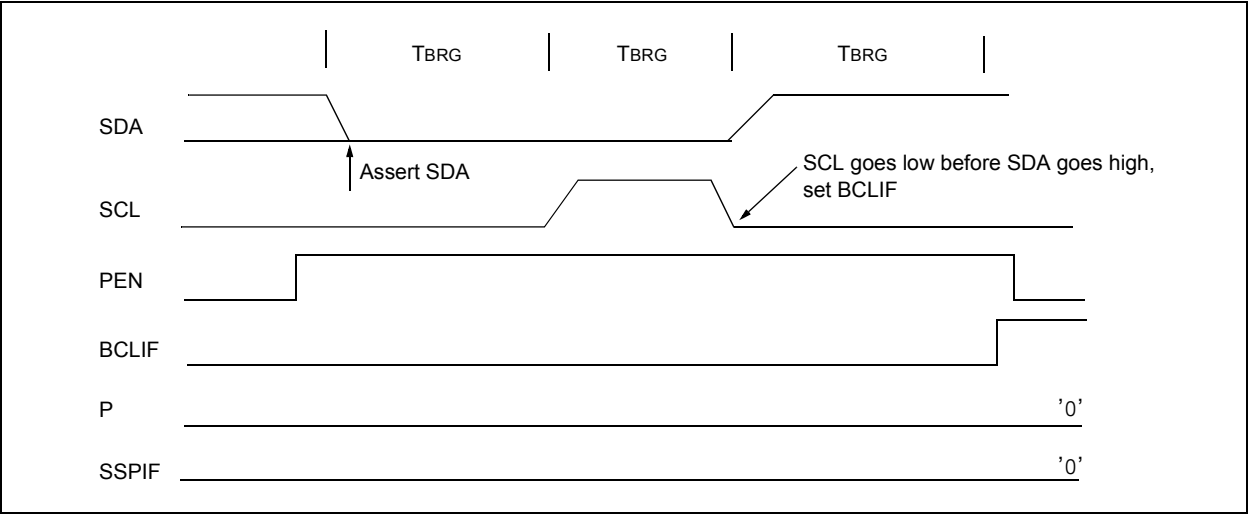 TBRG TBRG TBRG
SDA
Assert SDA
SCL goes low before SDA goes high,
set BCLIF
SCL
PEN
BCLIF
P '0'
SSPIF '0'